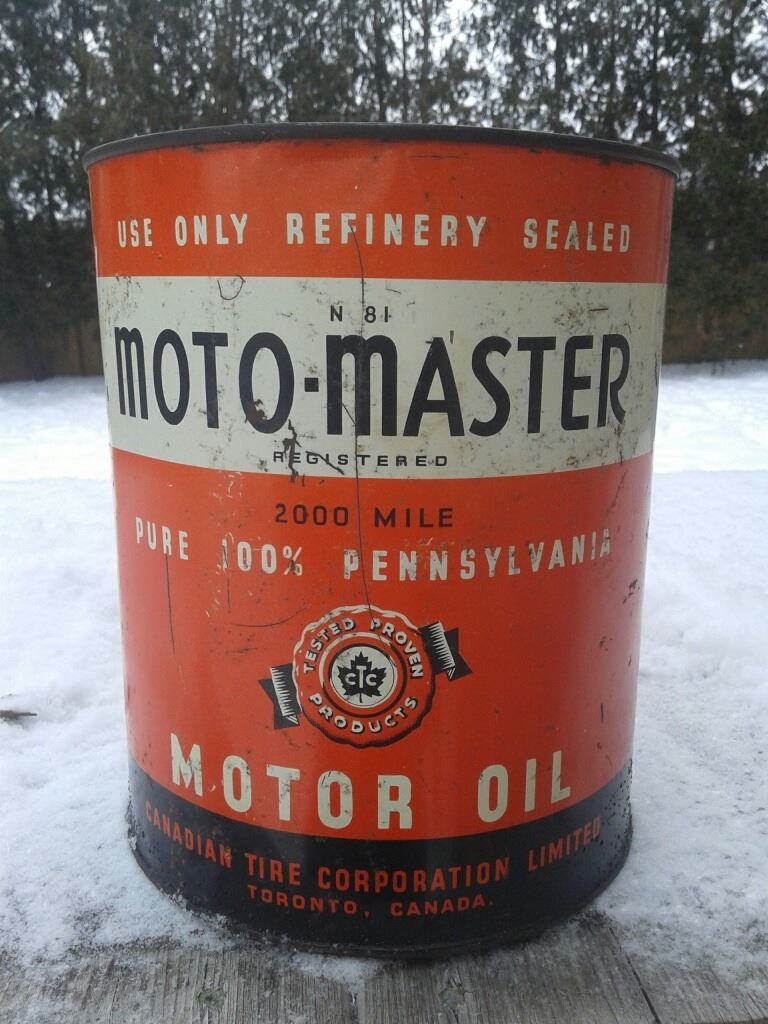 USE ONLY REFINERY SEALED
N 81
MOTO-MASTER
REGISTERED
2000 MILE
PURE 100% PENNSYLVANIA
TESTED PROVEN
CTC
PRODUCTS
MOTOR OIL
CANADIAN TIRE CORPORATION LIMITED
TORONTO, CANADA.